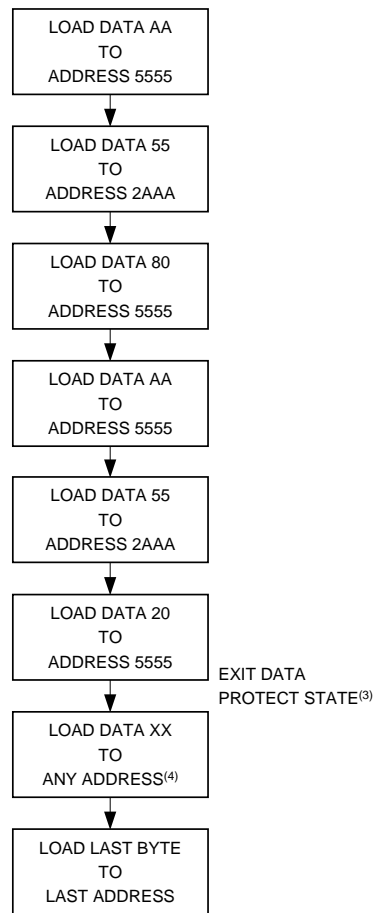 LOAD DATA AA
TO
ADDRESS 5555
LOAD DATA 55
TO
ADDRESS 2AAA
LOAD DATA 80
TO
ADDRESS 5555
LOAD DATA AA
TO
ADDRESS 5555
LOAD DATA 55
TO
ADDRESS 2AAA
LOAD DATA 20
TO
ADDRESS 5555
EXIT DATA
PROTECT STATE(3)
LOAD DATA XX
TO
ANY ADDRESS(4)
LOAD LAST BYTE
TO
LAST ADDRESS